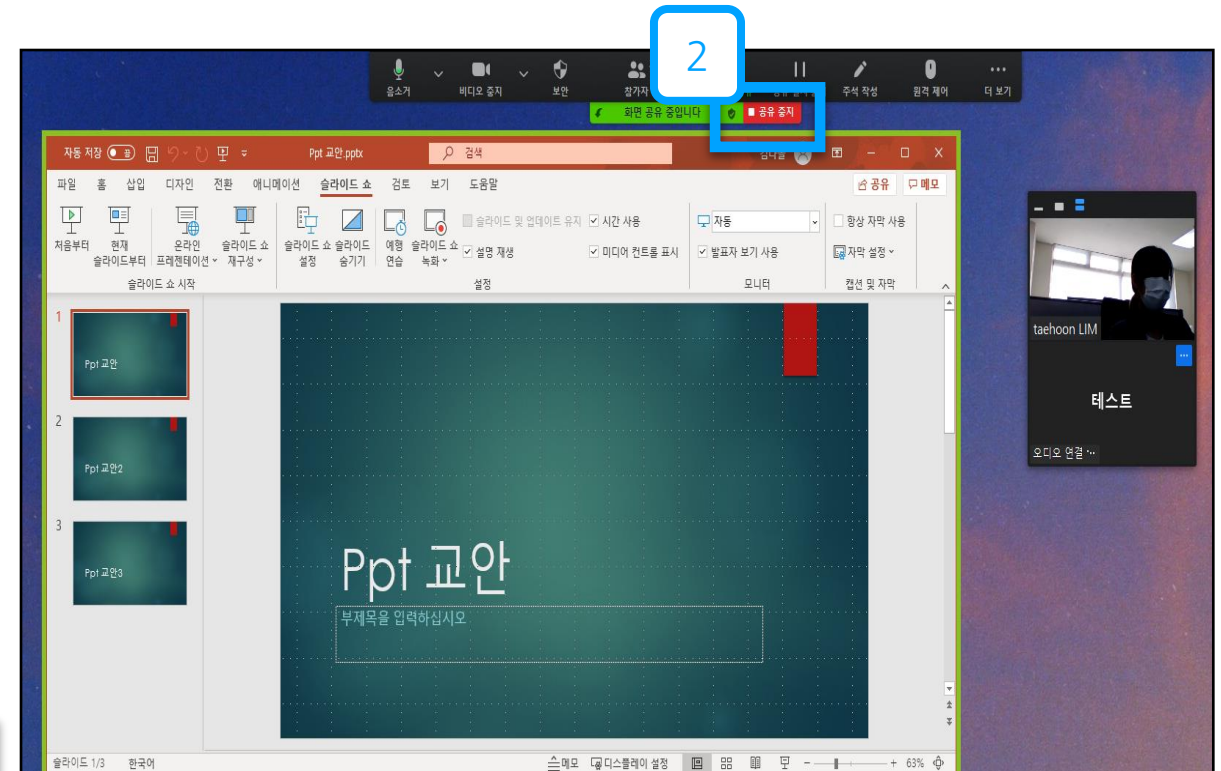 2
음소거 비디오 중지 보안 참가자 주석 작성 원격 제어 더 보기
화면 공유 중입니다 공유 중지
자동 저장 끔 Ppt 교안.pptx 검색
파일 홈 삽입 디자인 전환 애니메이션 슬라이드 쇼 검토 보기 도움말 공유 메모
처음부터 현재 슬라이드부터 온라인 프레젠테이션 슬라이드 쇼 재구성 슬라이드 쇼 설정 슬라이드 숨기기 예행 연습 슬라이드 쇼 녹화
슬라이드 및 업데이트 유지 시간 사용 자동 항상 자막 사용
설명 재생 미디어 컨트롤 표시 발표자 보기 사용 자막 설정
슬라이드 쇼 시작 설정 모니터 캡션 및 자막
1
Ppt 교안
2
Ppt 교안2
3
Ppt 교안3
Ppt 교안
부제목을 입력하십시오
taehoon LIM
테스트
오디오 연결 ...
슬라이드 1/3 한국어 메모 디스플레이 설정 63%